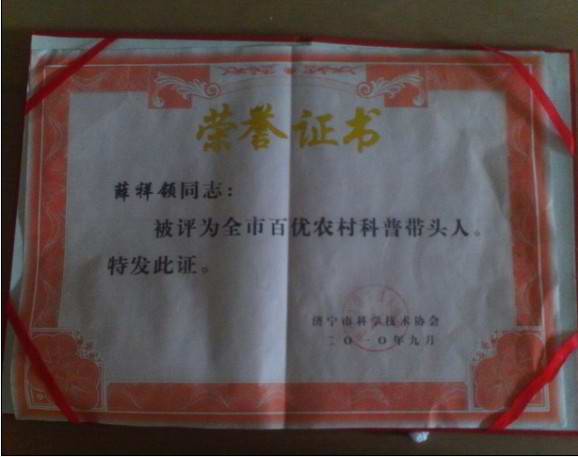 荣誉证书
薛祥领同志：
被评为全市百优农村科普带头人。
特发此证。
济宁市科学技术协会
二〇一〇年九月